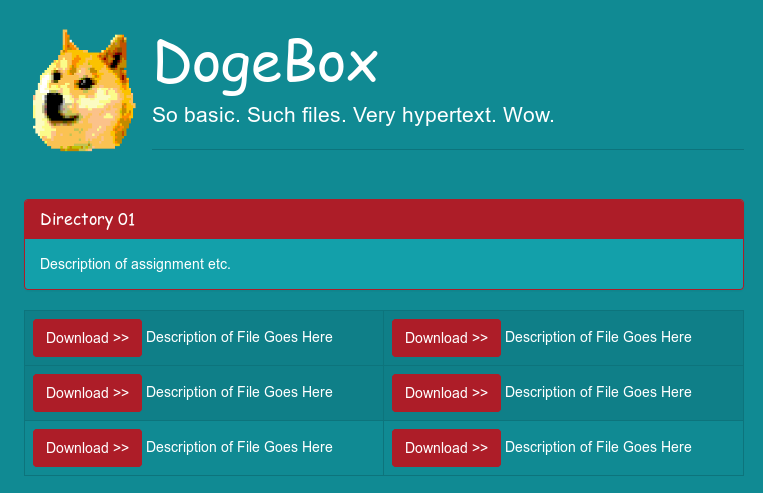 DogeBox
So basic. Such files. Very hypertext. Wow.
Directory 01
Description of assignment etc.
Download >> Description of File Goes Here Download >> Description of File Goes Here
Download >> Description of File Goes Here Download >> Description of File Goes Here
Download >> Description of File Goes Here Download >> Description of File Goes Here